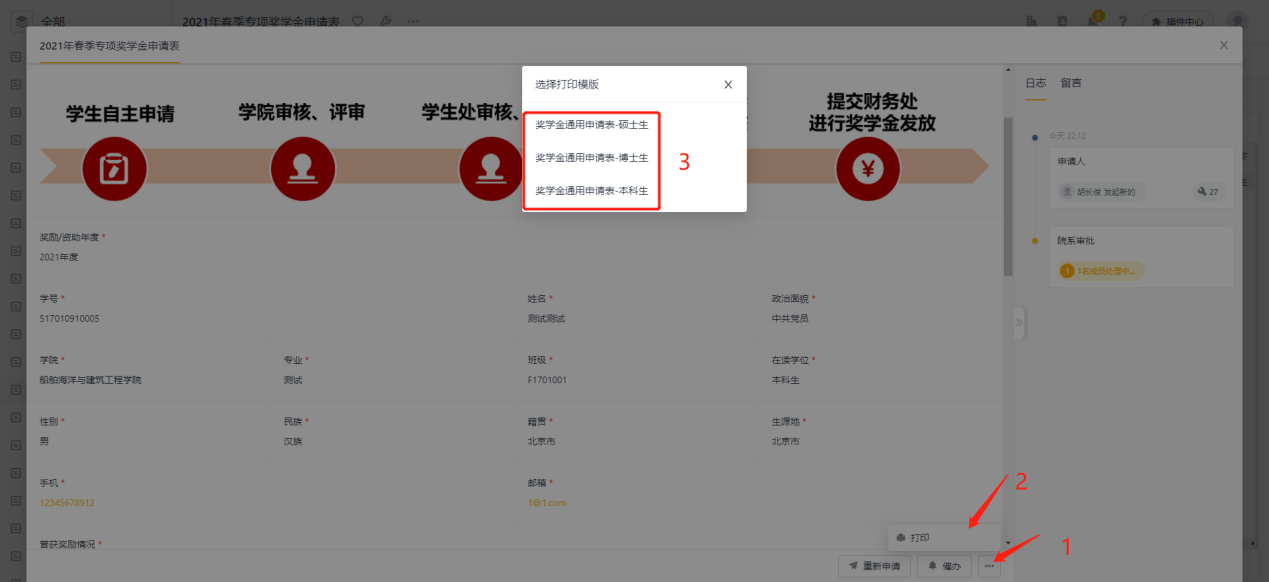 全部
2021年春季专项奖学金申请表
插件中心
2021年春季专项奖学金申请表
选择打印模版
奖学金通用申请表-硕士生
奖学金通用申请表-博士生
奖学金通用申请表-本科生
3
学生自主申请
学院审核、评审
学生处审核、
提交财务处
进行奖学金发放
日志
留言
今天 22:12
申请人
胡长俊 发起新的
27
院系审批
1
1名成员处理中...
奖励/资助年度 *
2021年度
学号 *
517010910005
姓名 *
测试测试
政治面貌 *
中共党员
学院 *
船舶海洋与建筑工程学院
专业 *
测试
班级 *
F1701001
在读学位 *
本科生
性别 *
男
民族 *
汉族
籍贯 *
北京市
生源地 *
北京市
手机 *
12345678912
邮箱 *
1@1.com
曾获奖励情况 *
打印
2
1
重新申请
催办